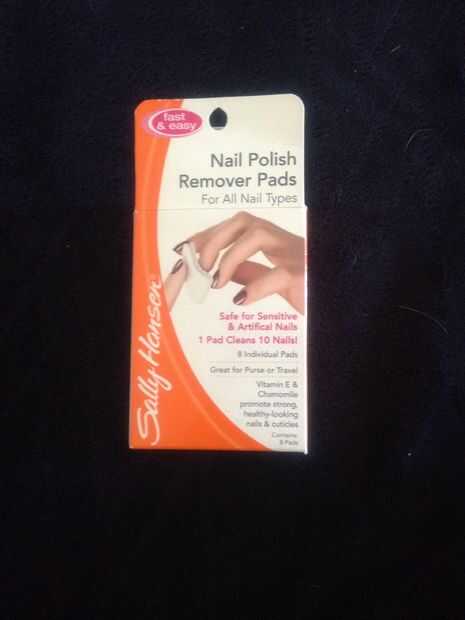 fast
& easy
Nail Polish
Remover Pads
For All Nail Types
Safe for Sensitive
& Artifical Nails
1 Pad Cleans 10 Nails!
8 Individual Pads
Great for Purse or Travel
Vitamin E &
Chamomile
promote strong,
healthy-looking
nails & cuticles
Contains:
8 Pads
Sally Hansen